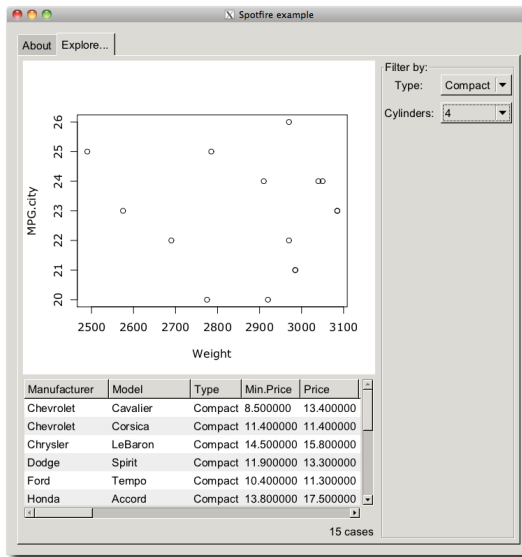 Spotfire example
About Explore...
Filter by:
Type: Compact
Cylinders: 4
MPG.city
26
25
24
23
22
21
20
2500 2600 2700 2800 2900 3000 3100
Weight
Manufacturer Model Type Min.Price Price
Chevrolet Cavalier Compact 8.500000 13.400000
Chevrolet Corsica Compact 11.400000 11.400000
Chrysler LeBaron Compact 14.500000 15.800000
Dodge Spirit Compact 11.900000 13.300000
Ford Tempo Compact 10.400000 11.300000
Honda Accord Compact 13.800000 17.500000
15 cases